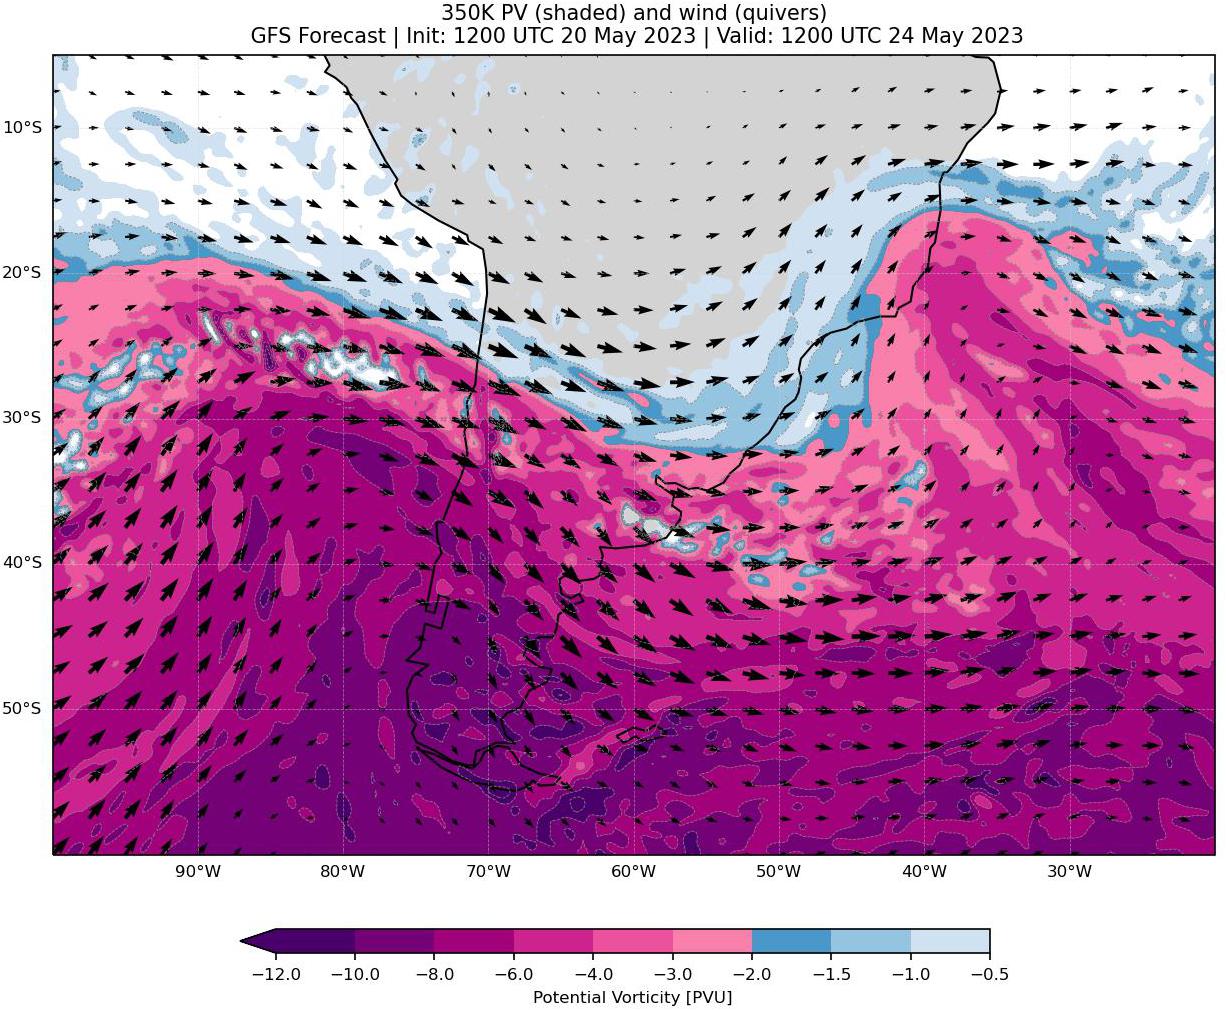 350K PV (shaded) and wind (quivers)
GFS Forecast | Init: 1200 UTC 20 May 2023 | Valid: 1200 UTC 24 May 2023
10°S
20°S
30°S
40°S
50°S
90°W 80°W 70°W 60°W 50°W 40°W 30°W
−12.0 −10.0 −8.0 −6.0 −4.0 −3.0 −2.0 −1.5 −1.0 −0.5
Potential Vorticity [PVU]